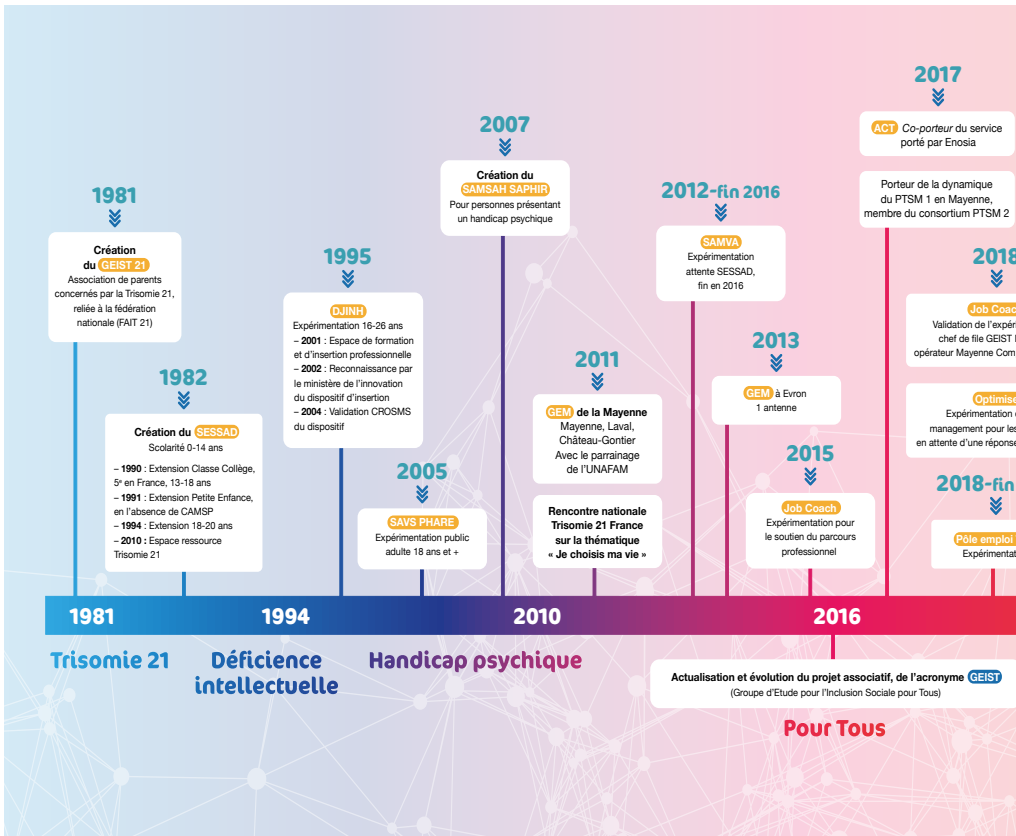 1981
Création
du GEIST 21
Association de parents
concernés par la Trisomie 21,
reliée à la fédération
nationale (FAIT 21)
1982
Création du SESSAD
Scolarité 0-14 ans
– 1990 : Extension Classe Collège,
5e en France, 13-18 ans
– 1991 : Extension Petite Enfance,
en l'absence de CAMSP
– 1994 : Extension 18-20 ans
– 2010 : Espace ressource
Trisomie 21
1995
DJINH
Expérimentation 16-26 ans
– 2001 : Espace de formation
et d'insertion professionnelle
– 2002 : Reconnaissance par
le ministère de l'innovation
du dispositif d'insertion
– 2004 : Validation CROSMS
du dispositif
2005
SAVS PHARE
Expérimentation public
adulte 18 ans et +
2007
Création du
SAMSAH SAPHIR
Pour personnes présentant
un handicap psychique
2011
GEM de la Mayenne
Mayenne, Laval,
Château-Gontier
Avec le parrainage
de l'UNAFAM
Rencontre nationale
Trisomie 21 France
sur la thématique
« Je choisis ma vie »
2012-fin 2016
SAMVA
Expérimentation
attente SESSAD,
fin en 2016
2013
GEM à Evron
1 antenne
2015
Job Coach
Expérimentation pour
le soutien du parcours
professionnel
2017
ACT Co-porteur du service
porté par Enosia
Porteur de la dynamique
du PTSM 1 en Mayenne,
membre du consortium PTSM 2
2018
Job Coac
Validation de l'expéri
chef de file GEIST
opérateur Mayenne Com
Optimise
Expérimentation
management pour les
en attente d'une réponse
2018-fin
Pôle emploi
Expérimentat
1981 1994 2010 2016
Trisomie 21
Déficience
intellectuelle
Handicap psychique
Actualisation et évolution du projet associatif, de l'acronyme GEIST
(Groupe d'Etude pour l'Inclusion Sociale pour Tous)
Pour Tous